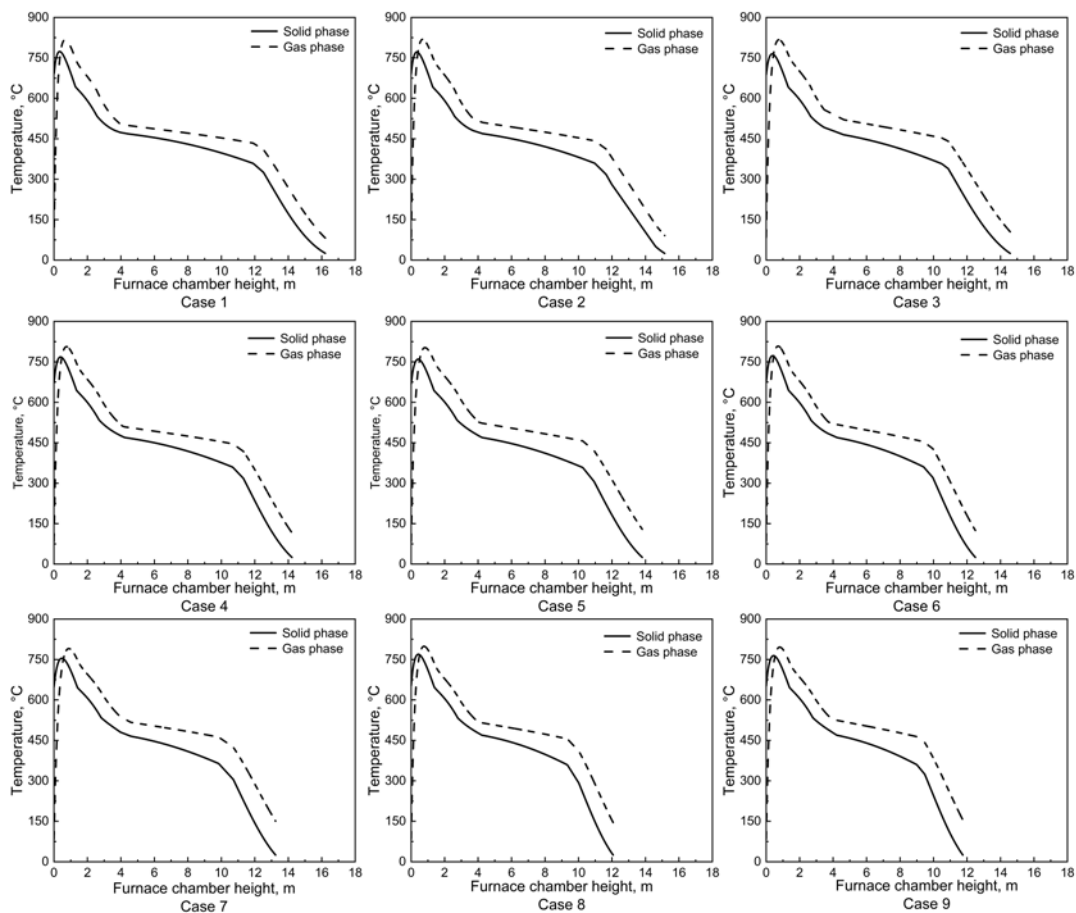 900
750
600
450
300
150
0
Temperature, °C
Solid phase
Gas phase
0 2 4 6 8 10 12 14 16 18
Furnace chamber height, m
Case 1
900
750
600
450
300
150
0
Temperature, °C
Solid phase
Gas phase
0 2 4 6 8 10 12 14 16 18
Furnace chamber height, m
Case 2
900
750
600
450
300
150
0
Temperature, °C
Solid phase
Gas phase
0 2 4 6 8 10 12 14 16 18
Furnace chamber height, m
Case 3
900
750
600
450
300
150
0
Temperature, °C
Solid phase
Gas phase
0 2 4 6 8 10 12 14 16 18
Furnace chamber height, m
Case 4
900
750
600
450
300
150
0
Temperature, °C
Solid phase
Gas phase
0 2 4 6 8 10 12 14 16 18
Furnace chamber height, m
Case 5
900
750
600
450
300
150
0
Temperature, °C
Solid phase
Gas phase
0 2 4 6 8 10 12 14 16 18
Furnace chamber height, m
Case 6
900
750
600
450
300
150
0
Temperature, °C
Solid phase
Gas phase
0 2 4 6 8 10 12 14 16 18
Furnace chamber height, m
Case 7
900
750
600
450
300
150
0
Temperature, °C
Solid phase
Gas phase
0 2 4 6 8 10 12 14 16 18
Furnace chamber height, m
Case 8
900
750
600
450
300
150
0
Temperature, °C
Solid phase
Gas phase
0 2 4 6 8 10 12 14 16 18
Furnace chamber height, m
Case 9